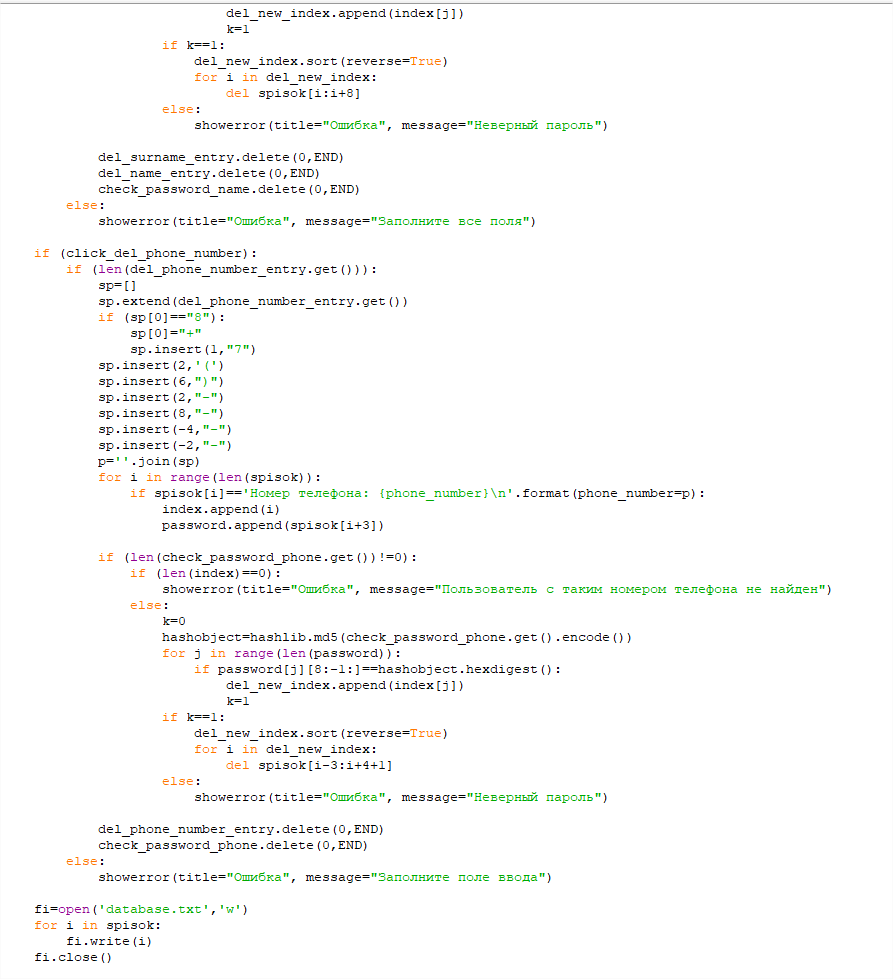 del_new_index.append(index[j])
                        k=1
                if k==1:
                    del_new_index.sort(reverse=True)
                    for i in del_new_index:
                        del spisok[i:i+8]
                else:
                    showerror(title="Ошибка", message="Неверный пароль")

        del_surname_entry.delete(0,END)
        del_name_entry.delete(0,END)
        check_password_name.delete(0,END)
    else:
        showerror(title="Ошибка", message="Заполните все поля")

if (click_del_phone_number):
    if (len(del_phone_number_entry.get())):
        sp=[]
        sp.extend(del_phone_number_entry.get())
        if (sp[0]=="8"):
            sp[0]="+"
            sp.insert(1,"7")
        sp.insert(2,'(')
        sp.insert(6,")")
        sp.insert(2,"-")
        sp.insert(8,"-")
        sp.insert(-4,"-")
        sp.insert(-2,"-")
        p=''.join(sp)
        for i in range(len(spisok)):
            if spisok[i]=='Номер телефона: {phone_number}\n'.format(phone_number=p):
                index.append(i)
                password.append(spisok[i+3])

        if (len(check_password_phone.get())!=0):
            if (len(index)==0):
                showerror(title="Ошибка", message="Пользователь с таким номером телефона не найден")
            else:
                k=0
                hashobject=hashlib.md5(check_password_phone.get().encode())
                for j in range(len(password)):
                    if password[j][8:-1:]==hashobject.hexdigest():
                        del_new_index.append(index[j])
                        k=1
                if k==1:
                    del_new_index.sort(reverse=True)
                    for i in del_new_index:
                        del spisok[i-3:i+4+1]
                else:
                    showerror(title="Ошибка", message="Неверный пароль")

        del_phone_number_entry.delete(0,END)
        check_password_phone.delete(0,END)
    else:
        showerror(title="Ошибка", message="Заполните поле ввода")

fi=open('database.txt','w')
for i in spisok:
    fi.write(i)
fi.close()